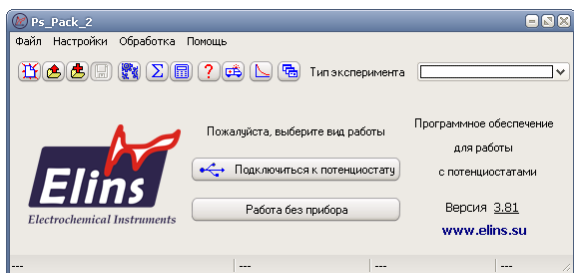 Ps_Pack_2
Файл Настройки Обработка Помощь
Тип эксперимента
Пожалуйста, выберите вид работы
Подключиться к потенциостату
Работа без прибора
Elins
Electrochemical Instruments
Программное обеспечение
для работы
с потенциостатами
Версия 3.81
www.elins.su
--- --- --- ---